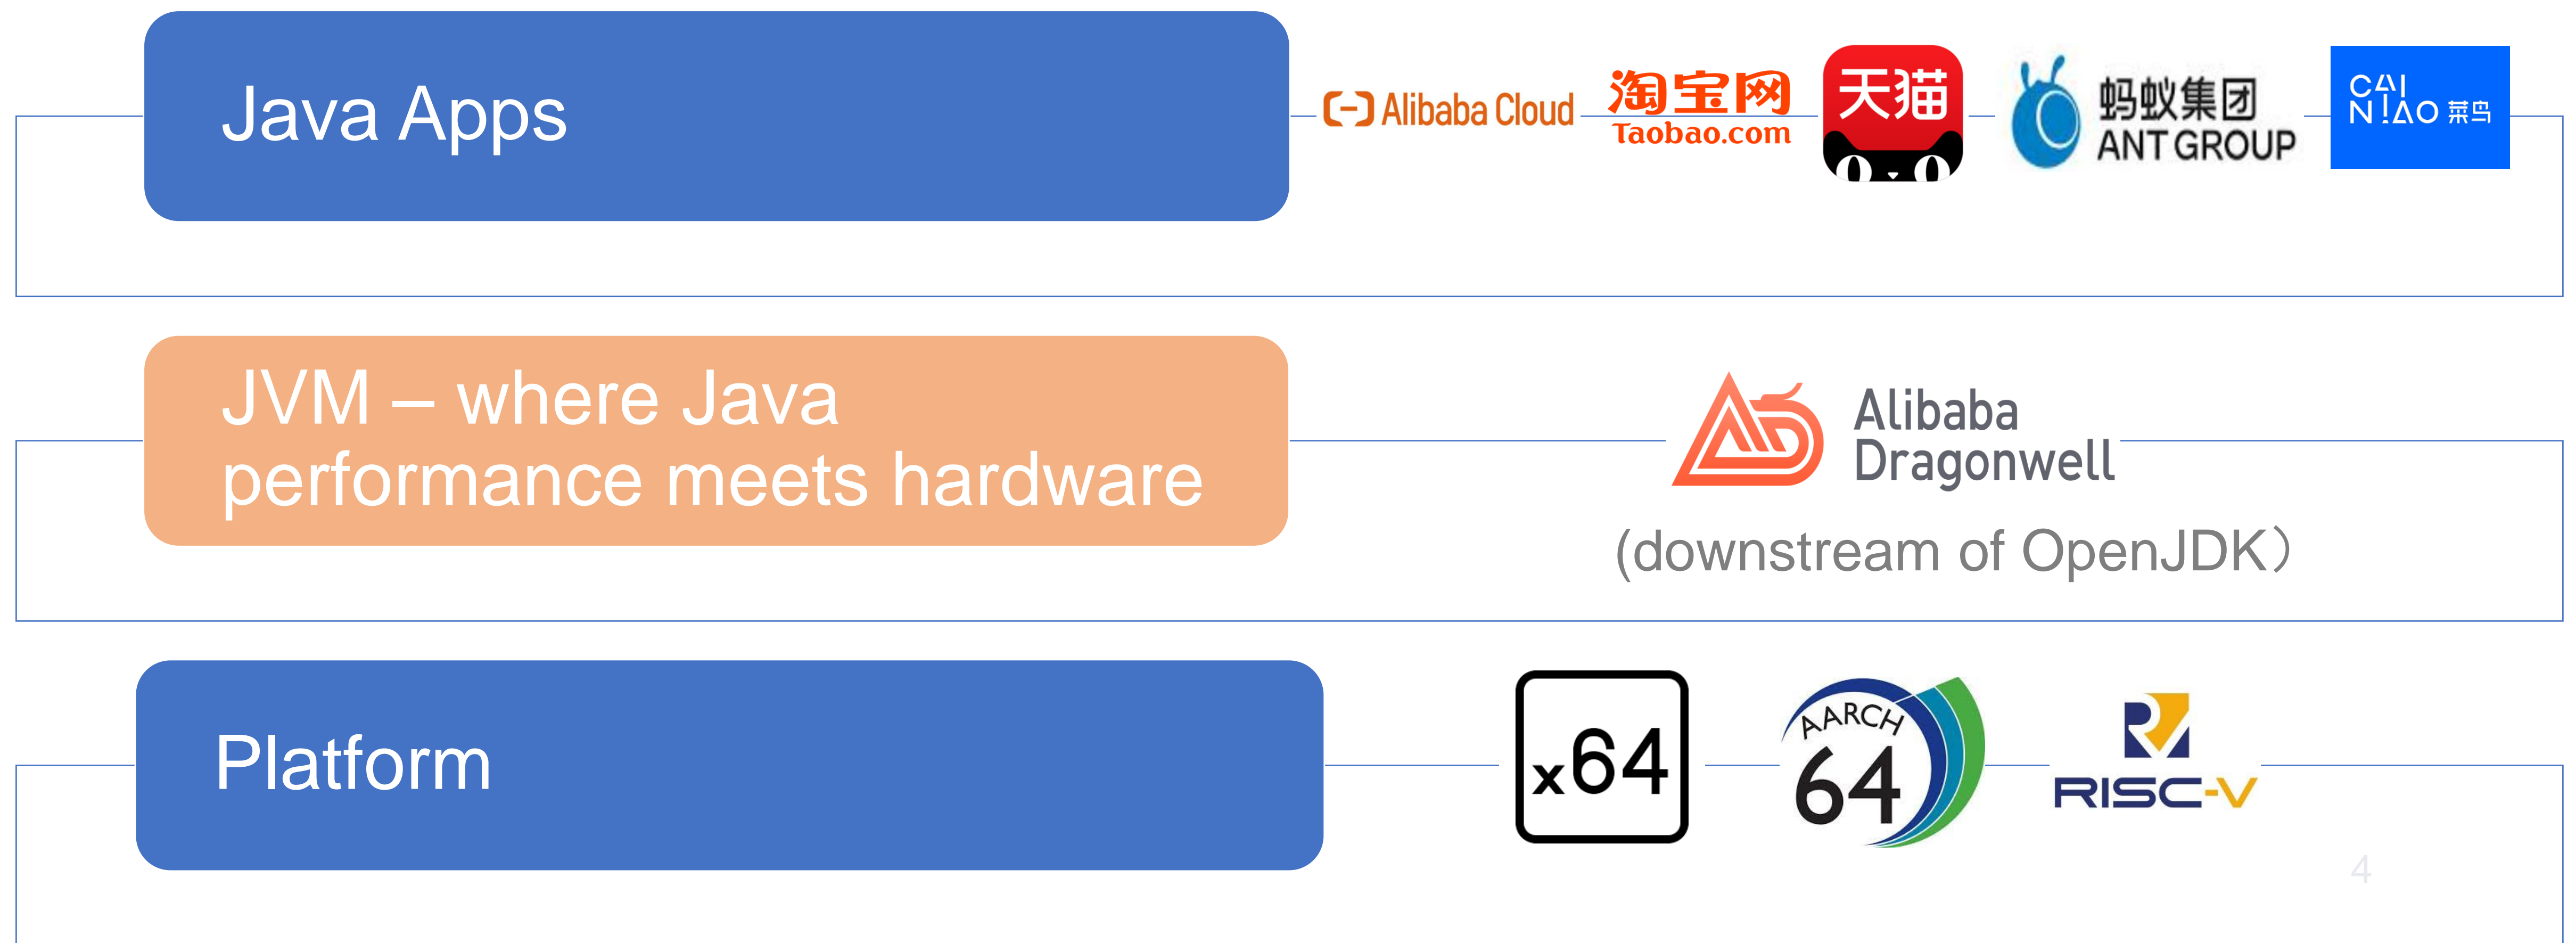 Java Apps
(-) Alibaba Cloud
淘宝网
Taobao.com
天猫
蚂蚁集团
ANT GROUP
CAI
NIAO 菜鸟
JVM – where Java
performance meets hardware
Alibaba
Dragonwell
(downstream of OpenJDK）
Platform
x64
AARCH
64
RISC-V
4